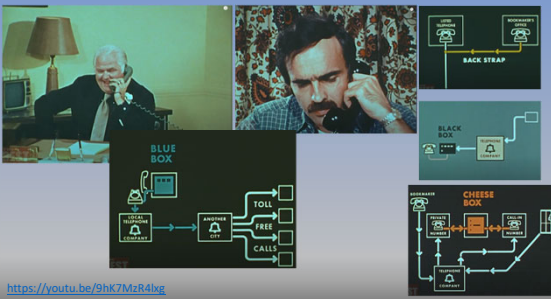 LISTED
TELEPHONE
BOOKMAKER'S
OFFICE
BACK STRAP
BLACK
BOX
TELEPHONE
COMPANY
BLUE
BOX
LOCAL
TELEPHONE
COMPANY
ANOTHER
CITY
TOLL
FREE
CALLS
CHEESE
BOX
BOOKMAKER
PRIVATE
NUMBER
CALL-IN
NUMBER
TELEPHONE
COMPANY
https://youtu.be/9hK7MzR4lxg